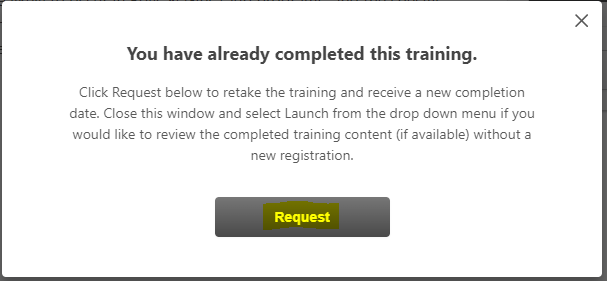 You have already completed this training.
Click Request below to retake the training and receive a new completion
date. Close this window and select Launch from the drop down menu if you
would like to review the completed training content (if available) without a
new registration.
Request